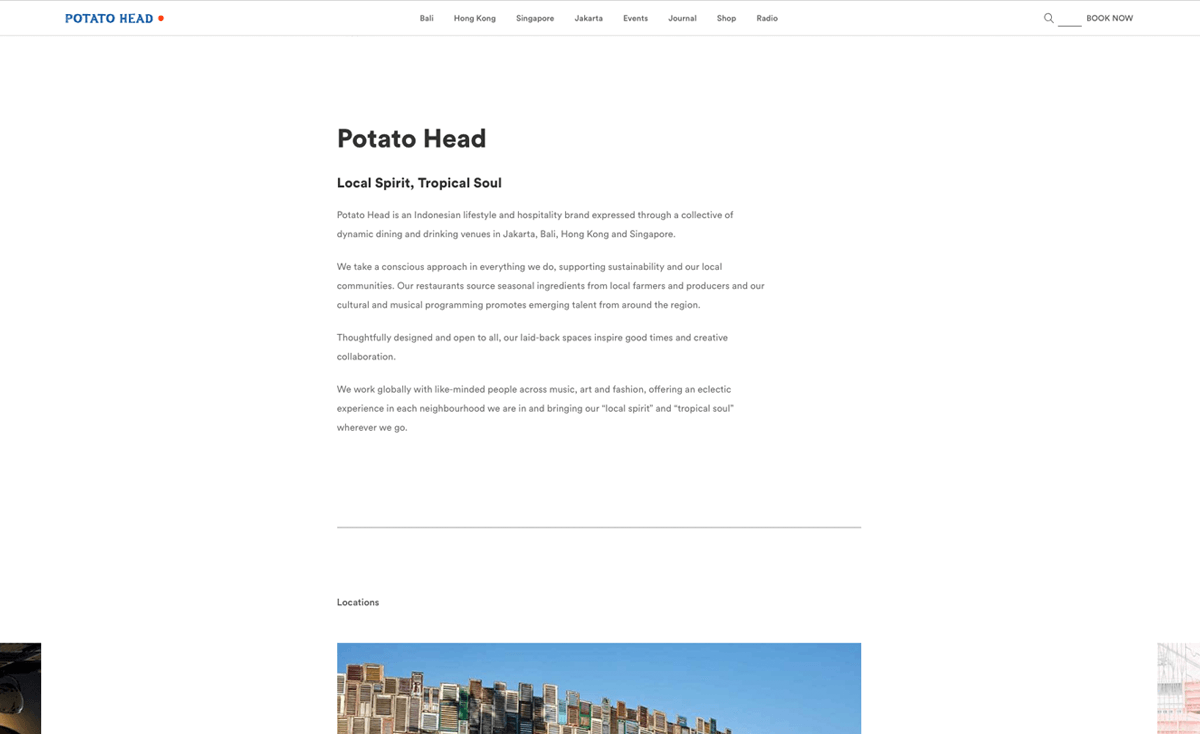 POTATO HEAD
Bali Hong Kong Singapore Jakarta Events Journal Shop Radio
BOOK NOW
Potato Head
Local Spirit, Tropical Soul
Potato Head is an Indonesian lifestyle and hospitality brand expressed through a collective of
dynamic dining and drinking venues in Jakarta, Bali, Hong Kong and Singapore.
We take a conscious approach in everything we do, supporting sustainability and our local
communities. Our restaurants source seasonal ingredients from local farmers and producers and our
cultural and musical programming promotes emerging talent from around the region.
Thoughtfully designed and open to all, our laid-back spaces inspire good times and creative
collaboration.
We work globally with like-minded people across music, art and fashion, offering an eclectic
experience in each neighbourhood we are in and bringing our “local spirit” and “tropical soul”
wherever we go.
Locations